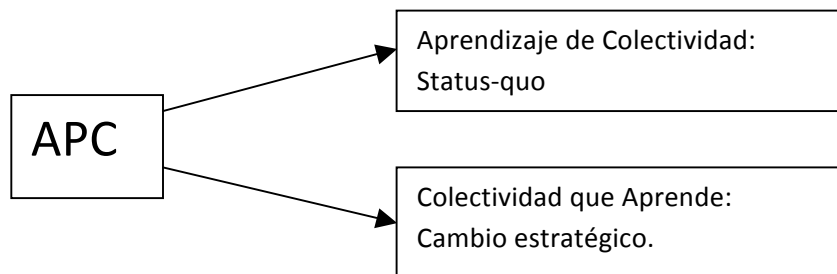 APC
Aprendizaje de Colectividad:
Status-quo
Colectividad que Aprende:
Cambio estratégico.